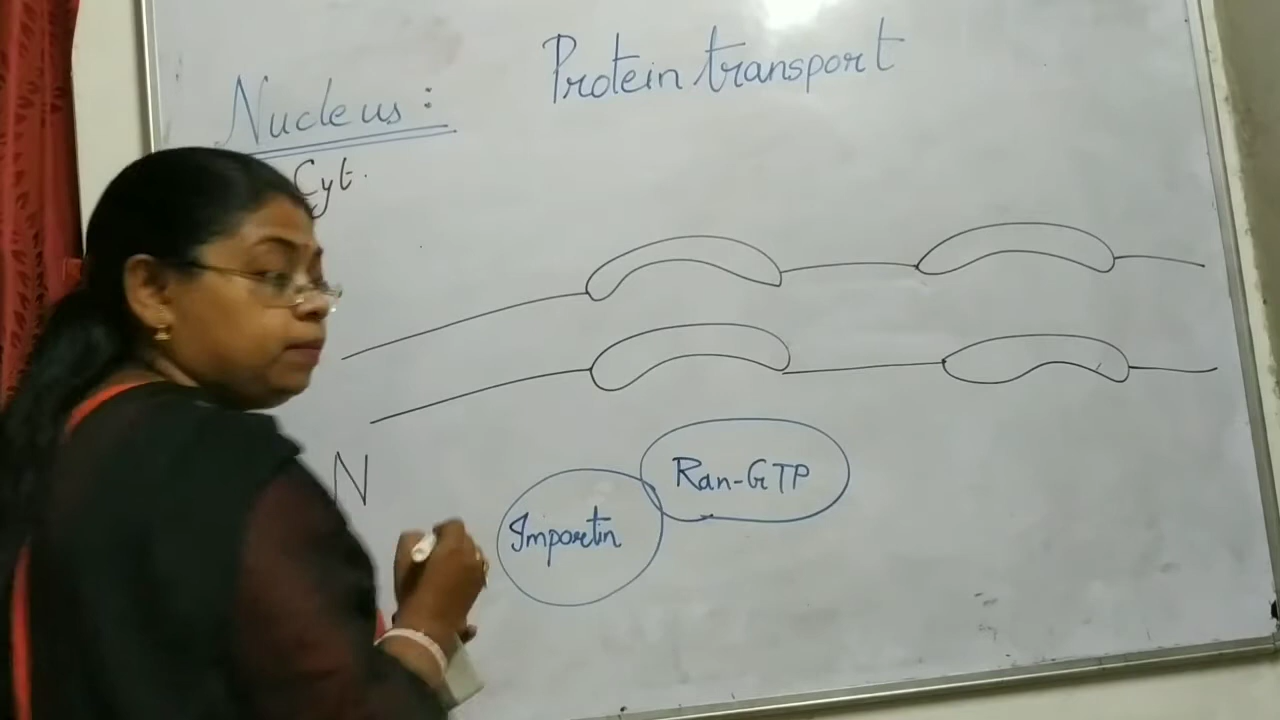 Protein transport
Nucleus:
Cyt.
N
Ran-GTP
Importin